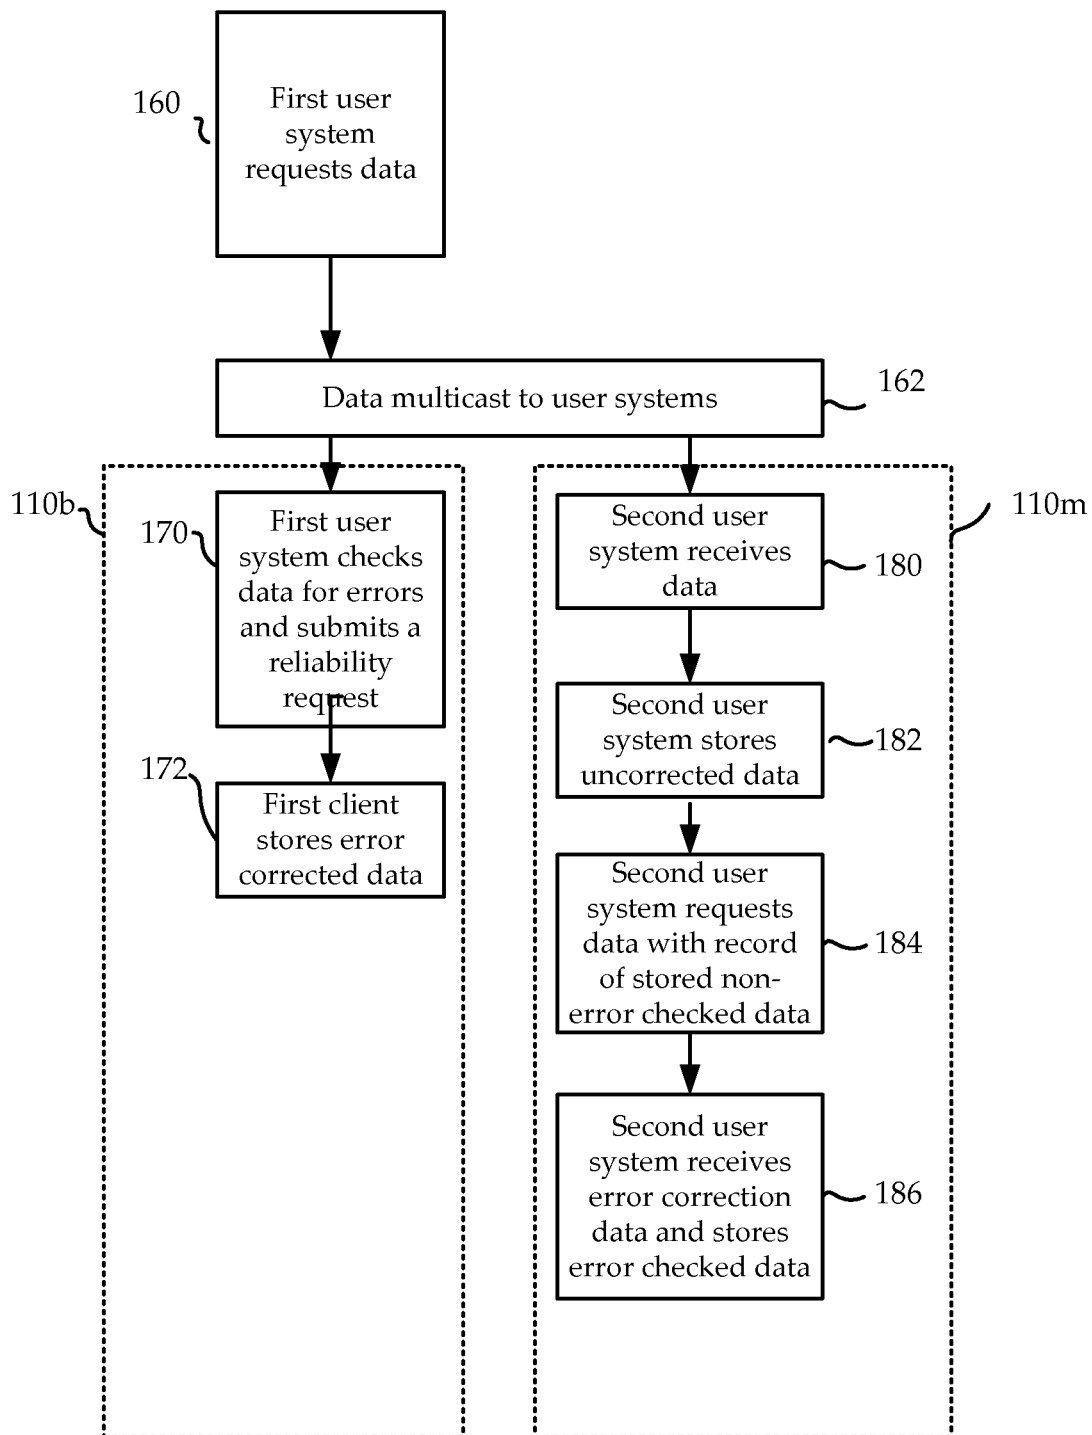 160
First user
system
requests data
Data multicast to user systems
162
110b
170
First user
system checks
data for errors
and submits a
reliability
request
172
First client
stores error
corrected data
110m
Second user
system receives
data
180
Second user
system stores
uncorrected data
182
Second user
system requests
data with record
of stored non-
error checked data
184
Second user
system receives
error correction
data and stores
error checked data
186